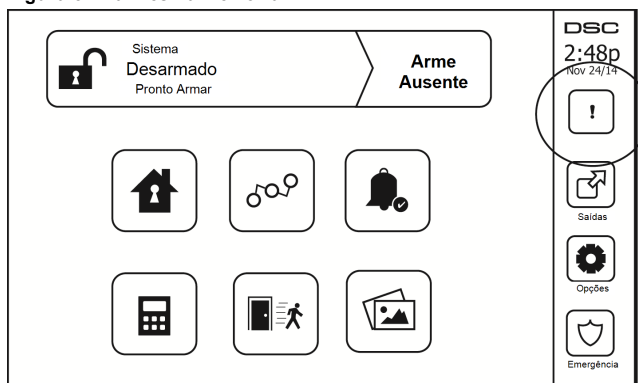 Sistema
Desarmado
Pronto Armar
Arme
Ausente
DSC
2:48p
Nov 24/14
!
Saídas
Opções
Emergência